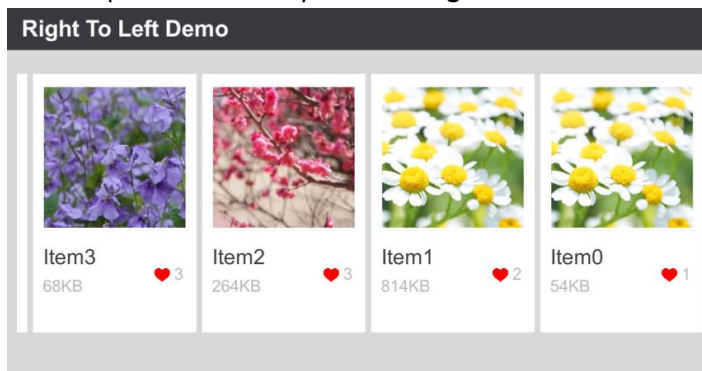 Right To Left Demo
Item3
68KB
3
Item2
264KB
3
Item1
814KB
2
Item0
54KB
1